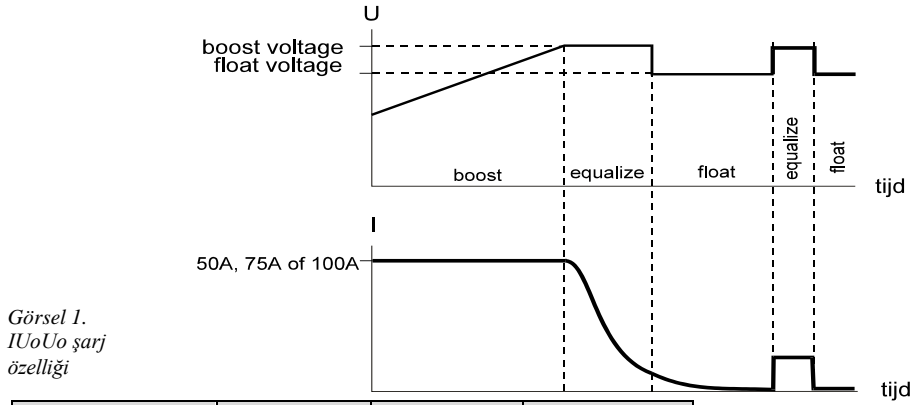 U
boost voltage
float voltage
boost
equalize
float
equalize
float
tijd
I
50A, 75A of 100A
Görsel 1.
IUoUo şarj
özelliği
tijd